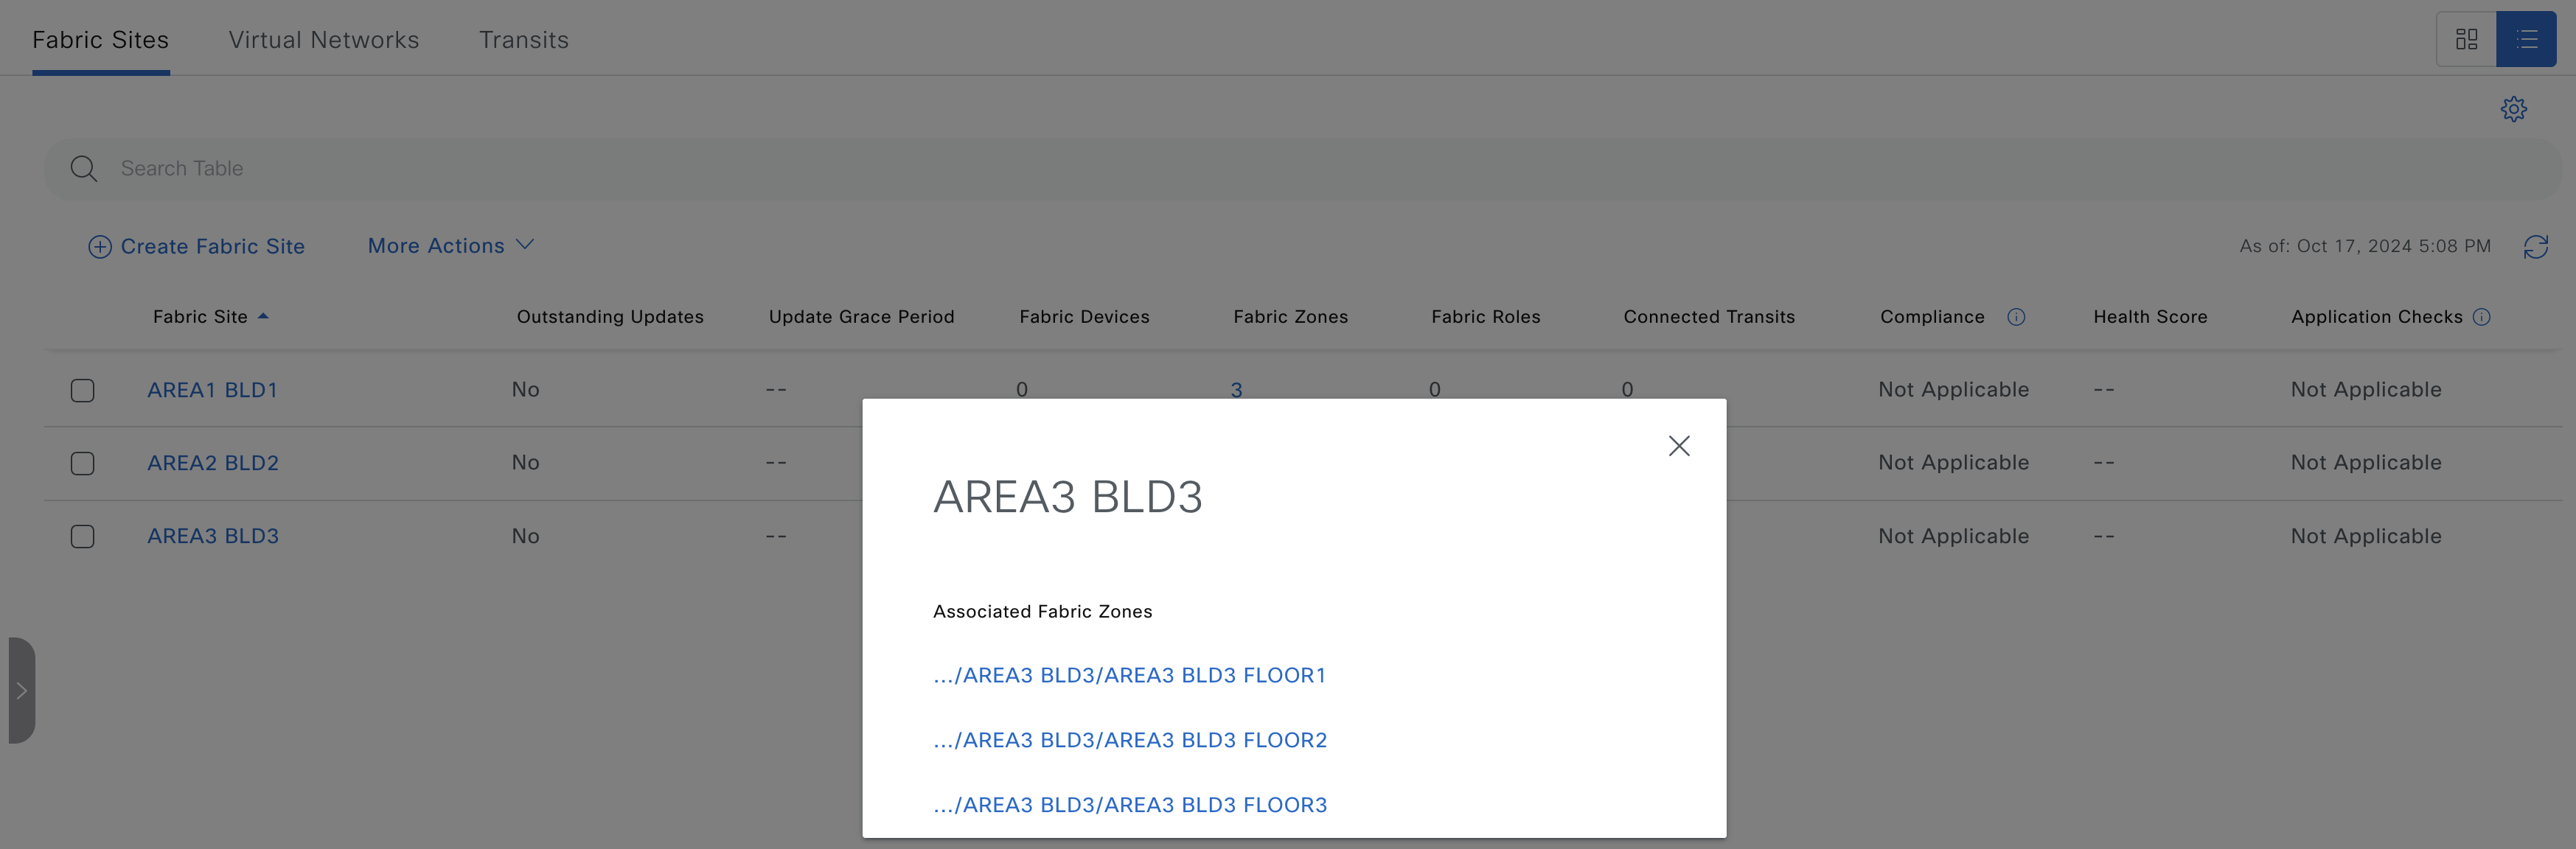 Fabric Sites Virtual Networks Transits
Search Table
Create Fabric Site More Actions As of: Oct 17, 2024 5:08 PM
Fabric Site Outstanding Updates Update Grace Period Fabric Devices Fabric Zones Fabric Roles Connected Transits Compliance Health Score Application Checks
AREA1 BLD1 No -- 0 3 0 0 Not Applicable -- Not Applicable
AREA2 BLD2 No -- Not Applicable -- Not Applicable
AREA3 BLD3 No -- Not Applicable -- Not Applicable
AREA3 BLD3
Associated Fabric Zones
.../AREA3 BLD3/AREA3 BLD3 FLOOR1
.../AREA3 BLD3/AREA3 BLD3 FLOOR2
.../AREA3 BLD3/AREA3 BLD3 FLOOR3